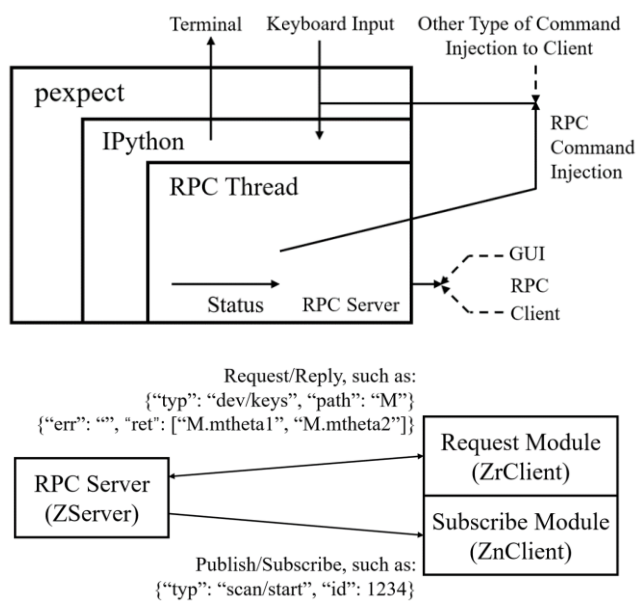 Terminal
Keyboard Input
Other Type of Command
Injection to Client
pexpect
IPython
RPC
Command
Injection
RPC Thread
GUI
RPC
Client
Status
RPC Server
Request/Reply, such as:
{“typ”: “dev/keys”, “path”: “M”}
{“err”: “”, “ret”: [“M.mtheta1”, “M.mtheta2”]}
RPC Server
(ZServer)
Request Module
(ZrClient)
Subscribe Module
(ZnClient)
Publish/Subscribe, such as:
{“typ”: “scan/start”, “id”: 1234}